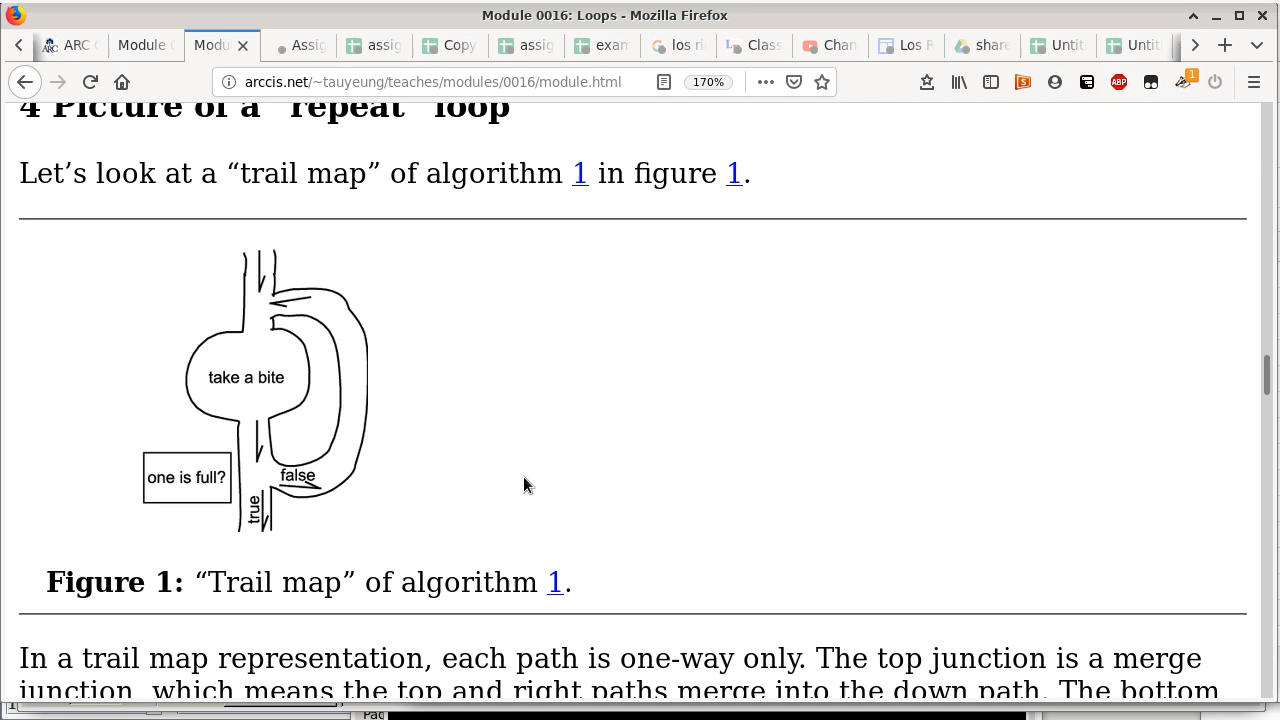 Module 0016: Loops - Mozilla Firefox
ARC
Module
Modu
Assig
assig
Copy
assig
exam
los ri
Class
Chan
Los R
share
Untit
Untit
arccis.net/~tauyeung/teaches/modules/0016/module.html
170%
ABP
1
4 Picture of a “repeat” loop
Let’s look at a “trail map” of algorithm 1 in figure 1.
take a bite
one is full?
false
true
Figure 1: “Trail map” of algorithm 1.
In a trail map representation, each path is one-way only. The top junction is a merge
junction, which means the top and right paths merge into the down path. The bottom